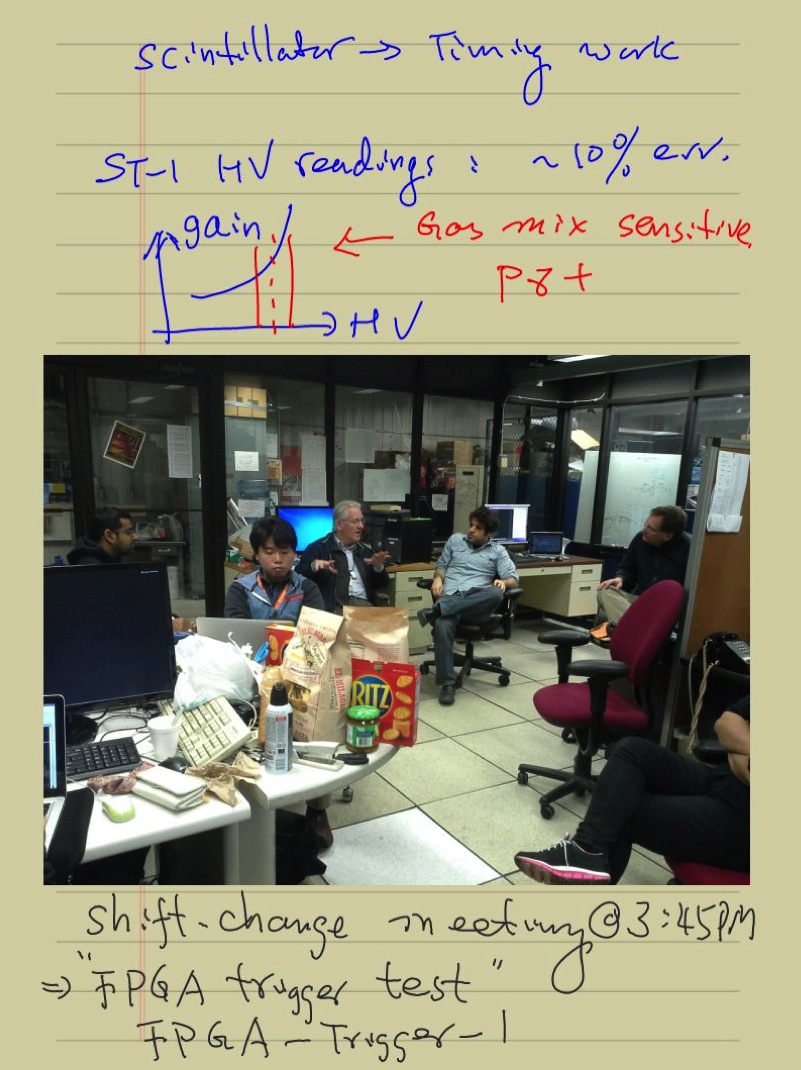 scintillator → Timing work
ST-1 HV readings : ~10% err.
gain ← Gas mix sensitive,
P8 +
HV
RITZ
shift-change meeting @ 3:45PM
⇒ "FPGA trigger test"
FPGA - Trigger - 1